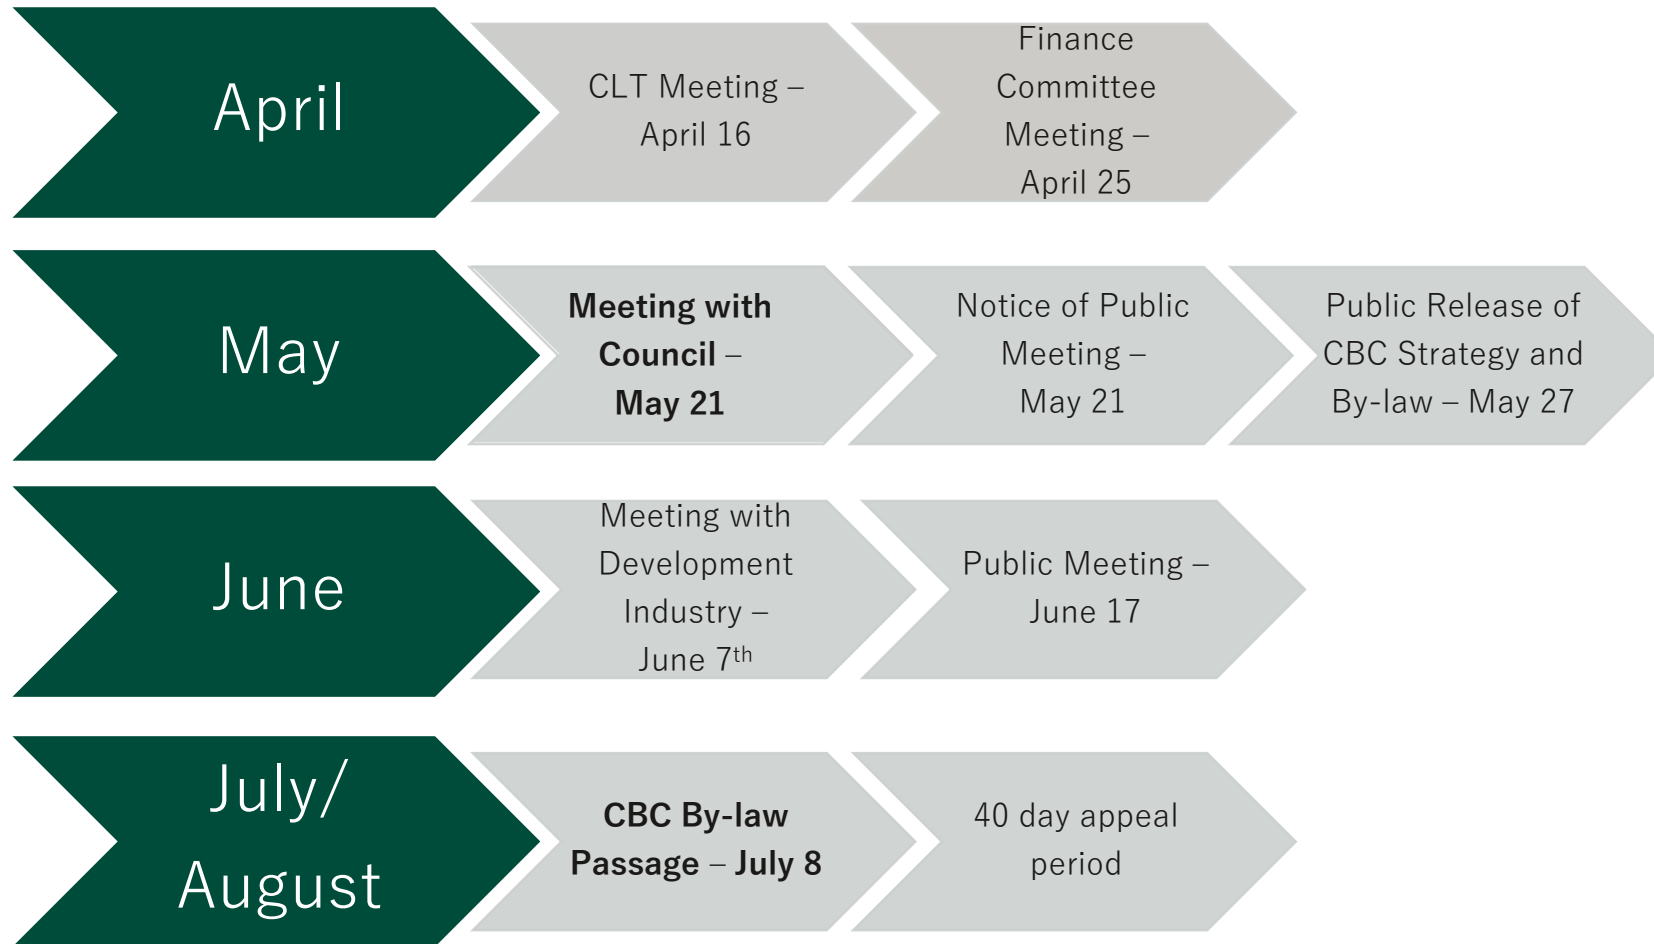 April
CLT Meeting –
April 16
Finance
Committee
Meeting –
April 25
May
Meeting with
Council –
May 21
Notice of Public
Meeting –
May 21
Public Release of
CBC Strategy and
By-law – May 27
June
Meeting with
Development
Industry –
June 7th
Public Meeting –
June 17
July/
August
CBC By-law
Passage – July 8
40 day appeal
period